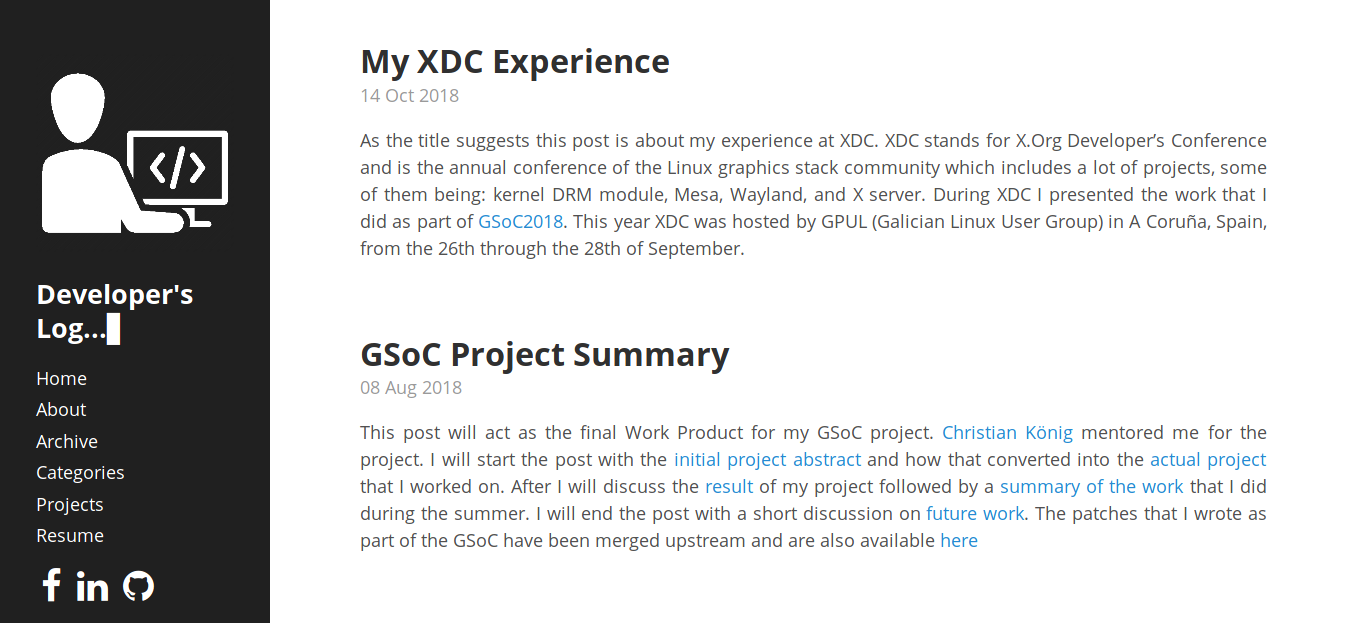 </>
Developer's
Log...
Home
About
Archive
Categories
Projects
Resume
f in
My XDC Experience
14 Oct 2018
As the title suggests this post is about my experience at XDC. XDC stands for X.Org Developer’s Conference
and is the annual conference of the Linux graphics stack community which includes a lot of projects, some
of them being: kernel DRM module, Mesa, Wayland, and X server. During XDC I presented the work that I
did as part of GSoC2018. This year XDC was hosted by GPUL (Galician Linux User Group) in A Coruña, Spain,
from the 26th through the 28th of September.
GSoC Project Summary
08 Aug 2018
This post will act as the final Work Product for my GSoC project. Christian König mentored me for the
project. I will start the post with the initial project abstract and how that converted into the actual project
that I worked on. After I will discuss the result of my project followed by a summary of the work that I did
during the summer. I will end the post with a short discussion on future work. The patches that I wrote as
part of the GSoC have been merged upstream and are also available here